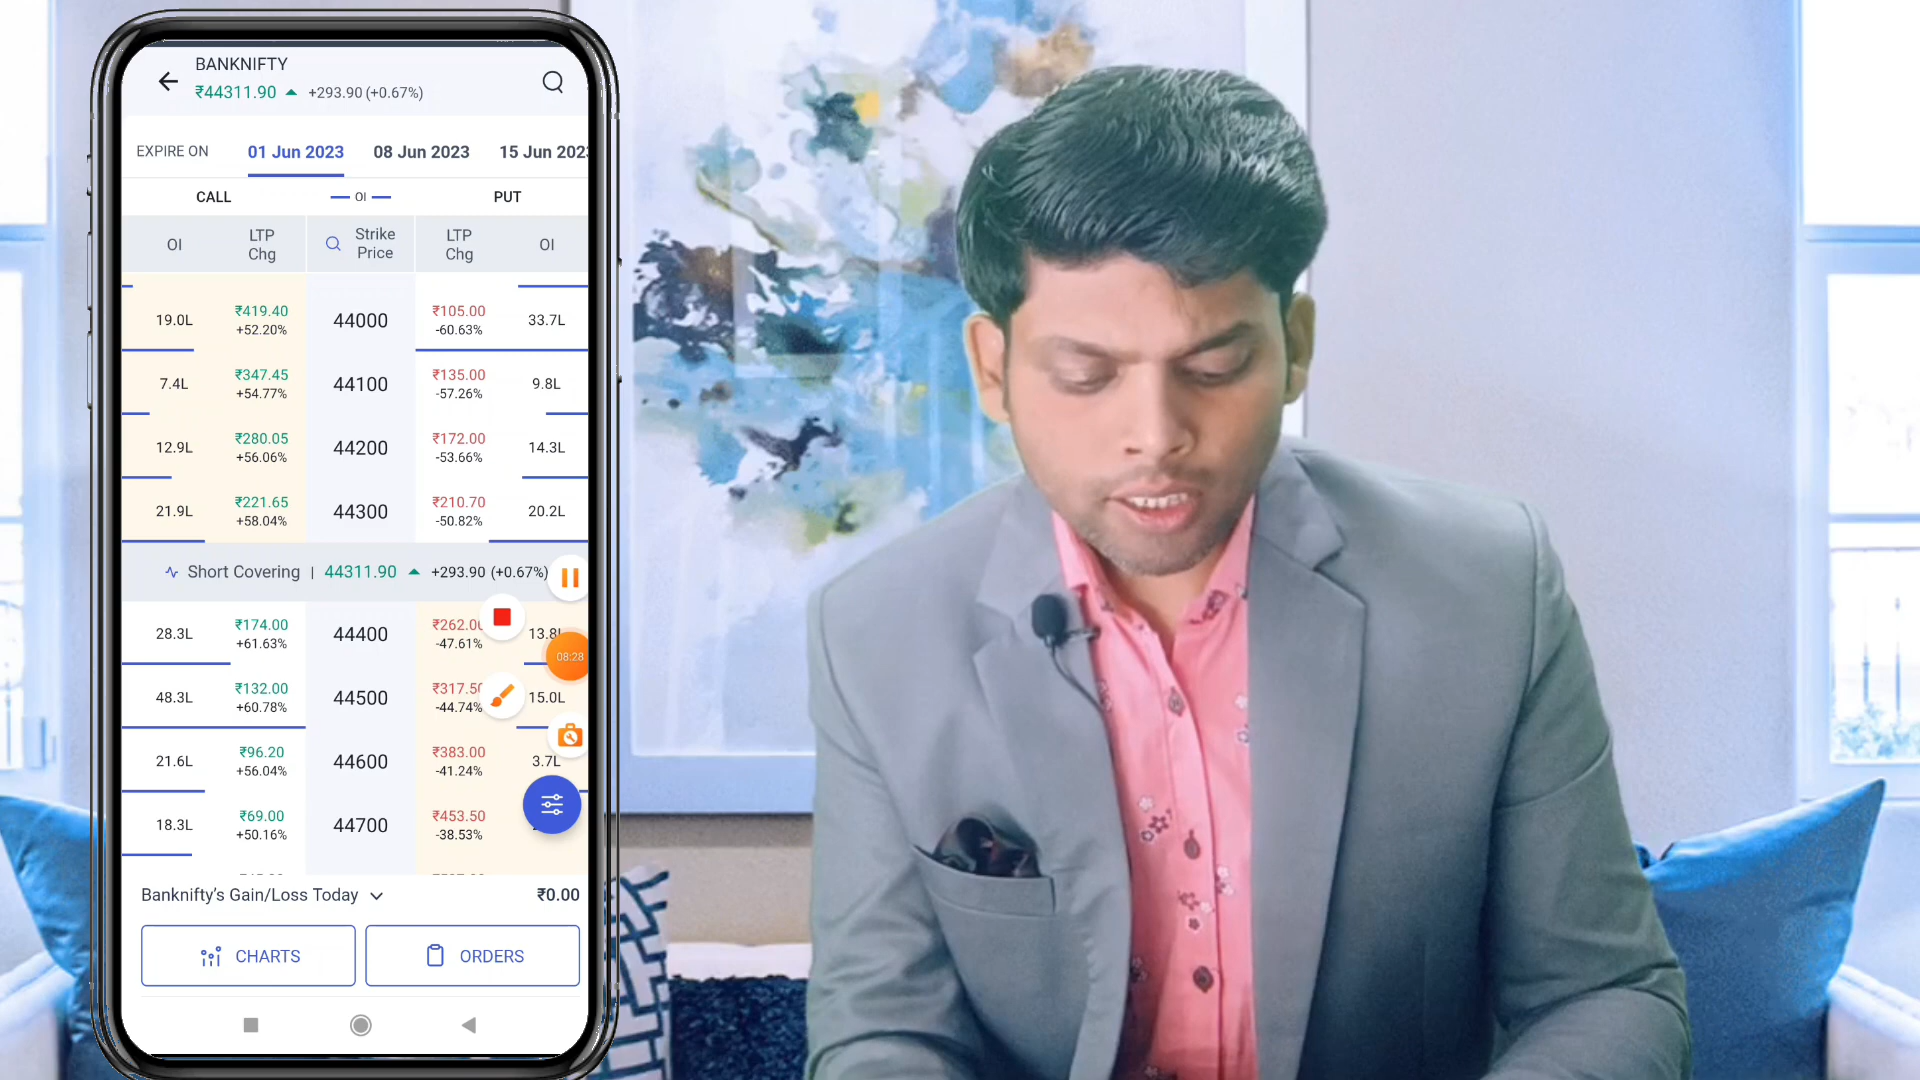 BANKNIFTY
₹44311.90 ▲ +293.90 (+0.67%)
EXPIRE ON 01 Jun 2023 08 Jun 2023 15 Jun 202
CALL OI PUT
OI LTP Chg Strike Price LTP Chg OI
19.0L ₹419.40 +52.20% 44000 ₹105.00 -60.63% 33.7L
7.4L ₹347.45 +54.77% 44100 ₹135.00 -57.26% 9.8L
12.9L ₹280.05 +56.06% 44200 ₹172.00 -53.66% 14.3L
21.9L ₹221.65 +58.04% 44300 ₹210.70 -50.82% 20.2L
Short Covering | 44311.90 ▲ +293.90 (+0.67%)
28.3L ₹174.00 +61.63% 44400 ₹262.0 -47.61% 13.8L
08:28
48.3L ₹132.00 +60.78% 44500 ₹317.50 -44.74% 15.0L
21.6L ₹96.20 +56.04% 44600 ₹383.00 -41.24% 3.7L
18.3L ₹69.00 +50.16% 44700 ₹453.50 -38.53%
Banknifty's Gain/Loss Today ₹0.00
CHARTS ORDERS